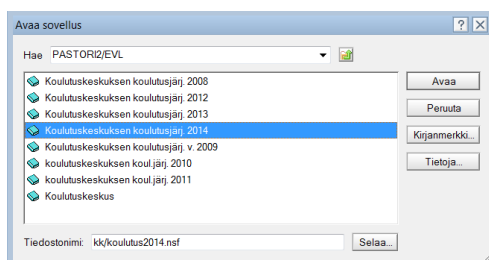 Avaa sovellus
Hae PASTORI2/EVL
Koulutuskeskuksen koulutusjärj. 2008
Koulutuskeskuksen koulutusjärj. 2012
Koulutuskeskuksen koulutusjärj. 2013
Koulutuskeskuksen koulutusjärj. 2014
Koulutuskeskuksen koulutusjärj. v. 2009
koulutuskeskuksen koul.järj. 2010
koulutuskeskuksen koul.järj. 2011
Koulutuskeskus
Avaa
Peruuta
Kirjanmerkki...
Tietoja...
Tiedostonimi: kk/koulutus2014.nsf Selaa...